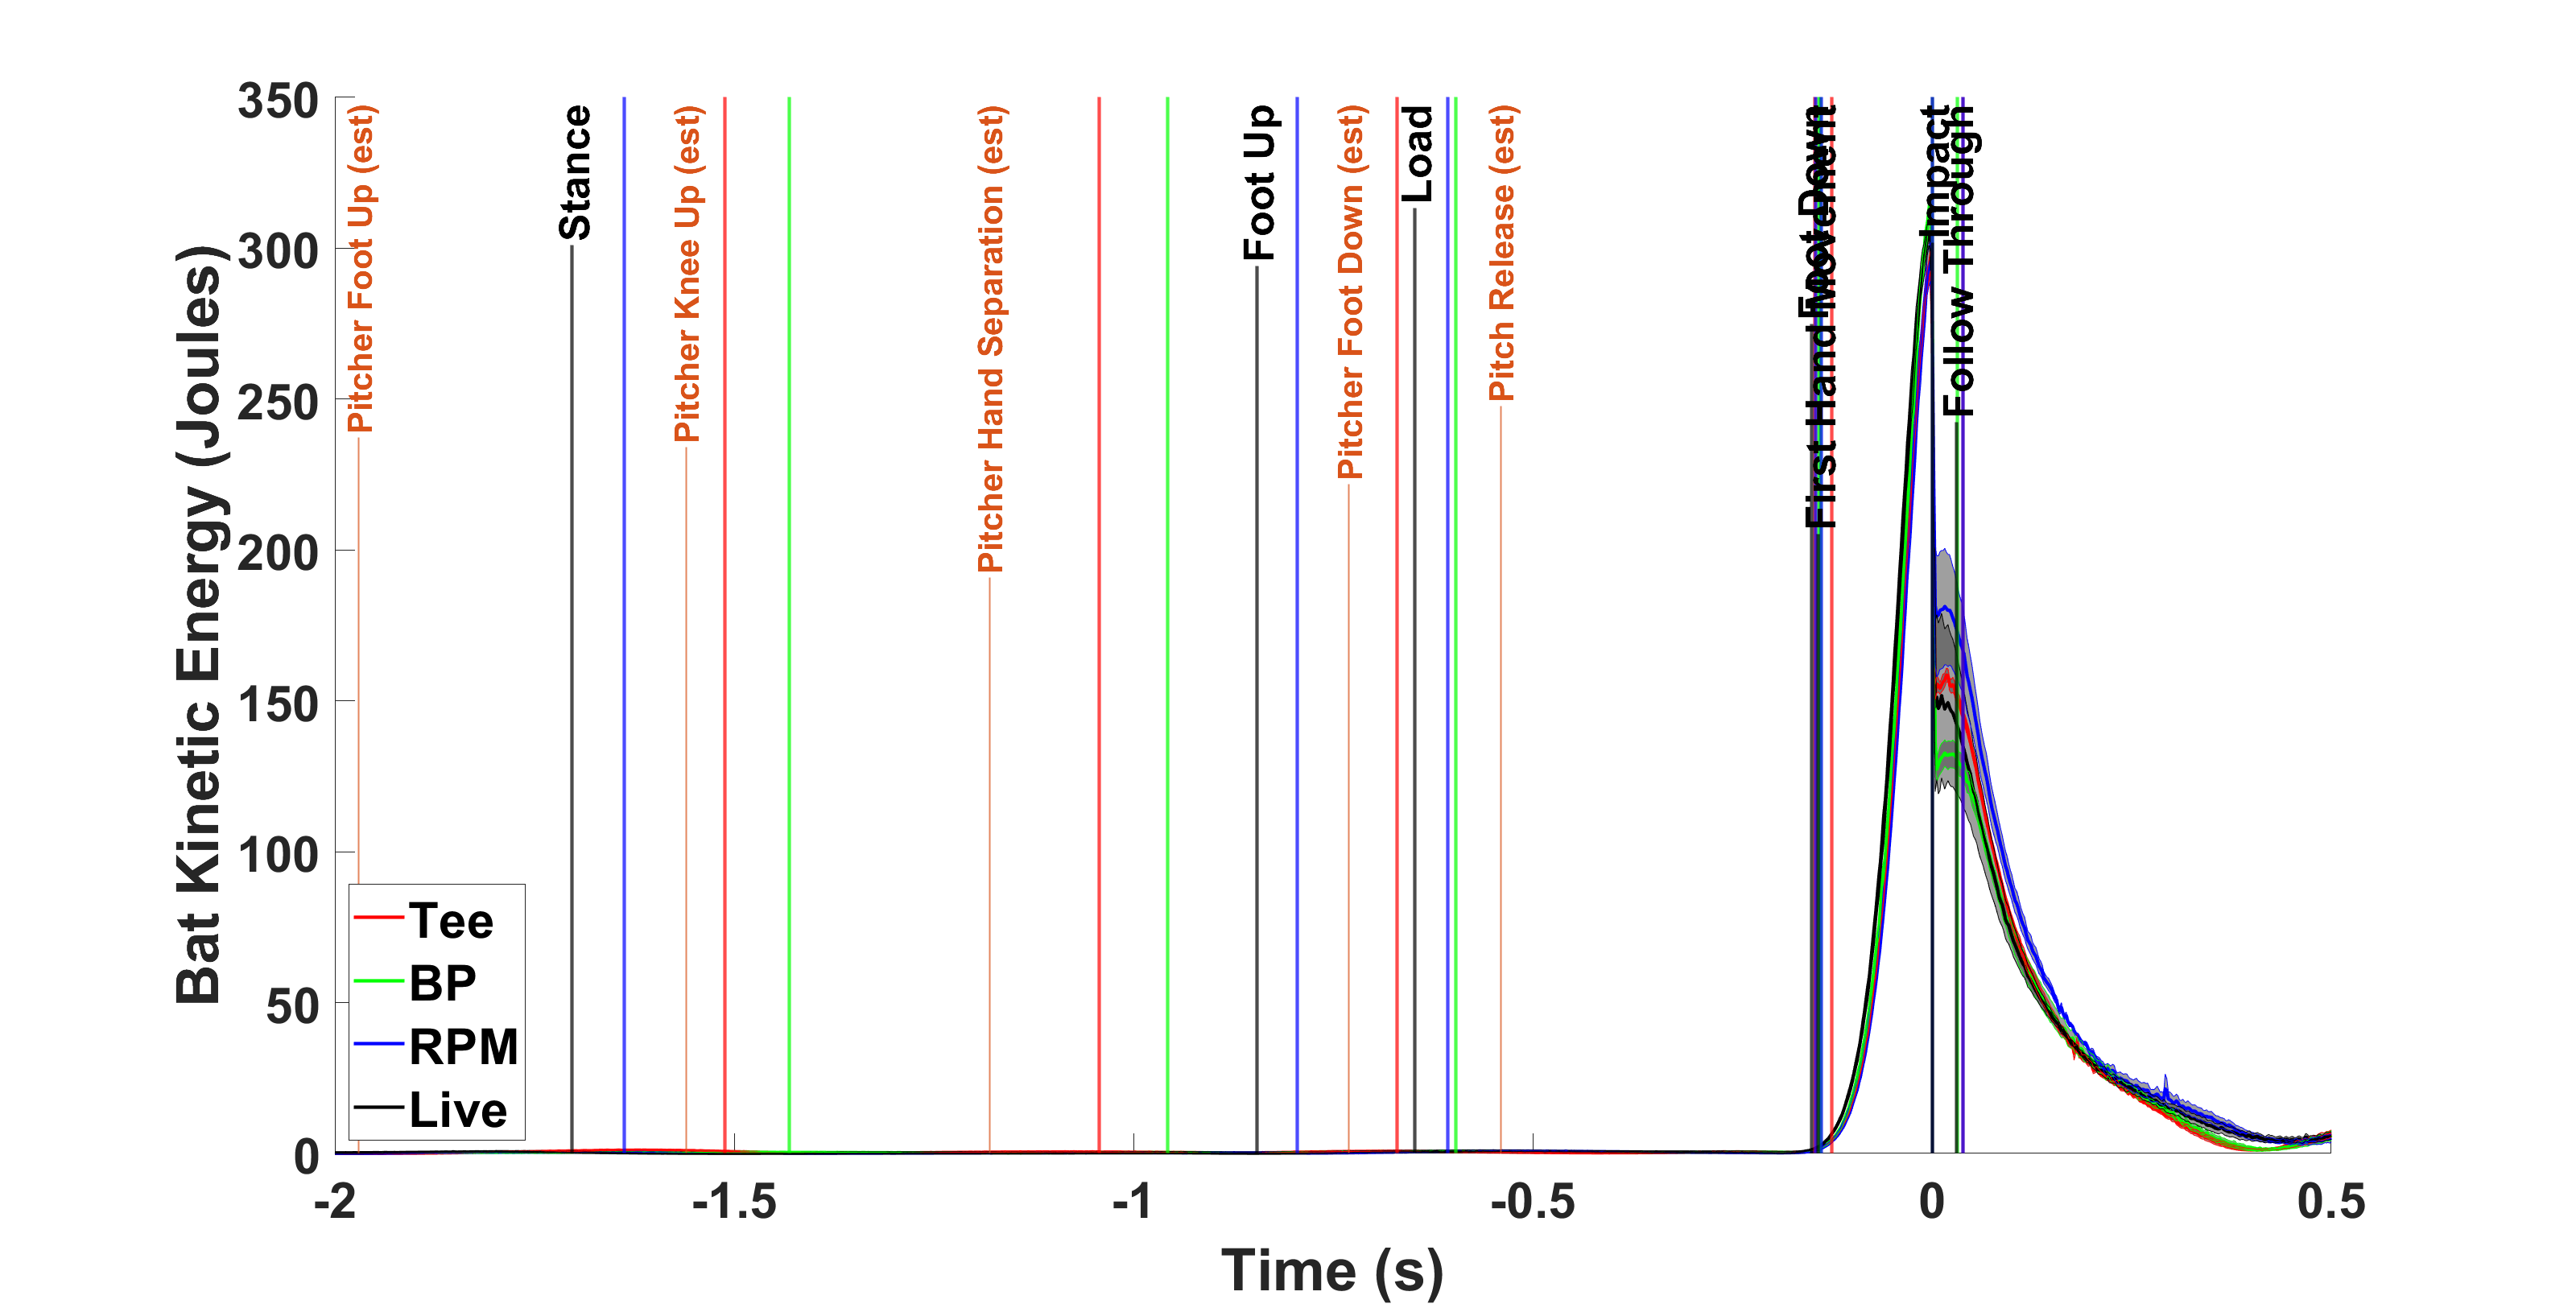 Bat Kinetic Energy (Joules)
350
300
250
200
150
100
50
0
Pitcher Foot Up (est)
Stance
Pitcher Knee Up (est)
Pitcher Hand Separation (est)
Foot Up
Pitcher Foot Down (est)
Load
Pitch Release (est)
Foot Down
First Hand Movement
Impact
Follow Through
Tee
BP
RPM
Live
-2
-1.5
-1
-0.5
0
0.5
Time (s)